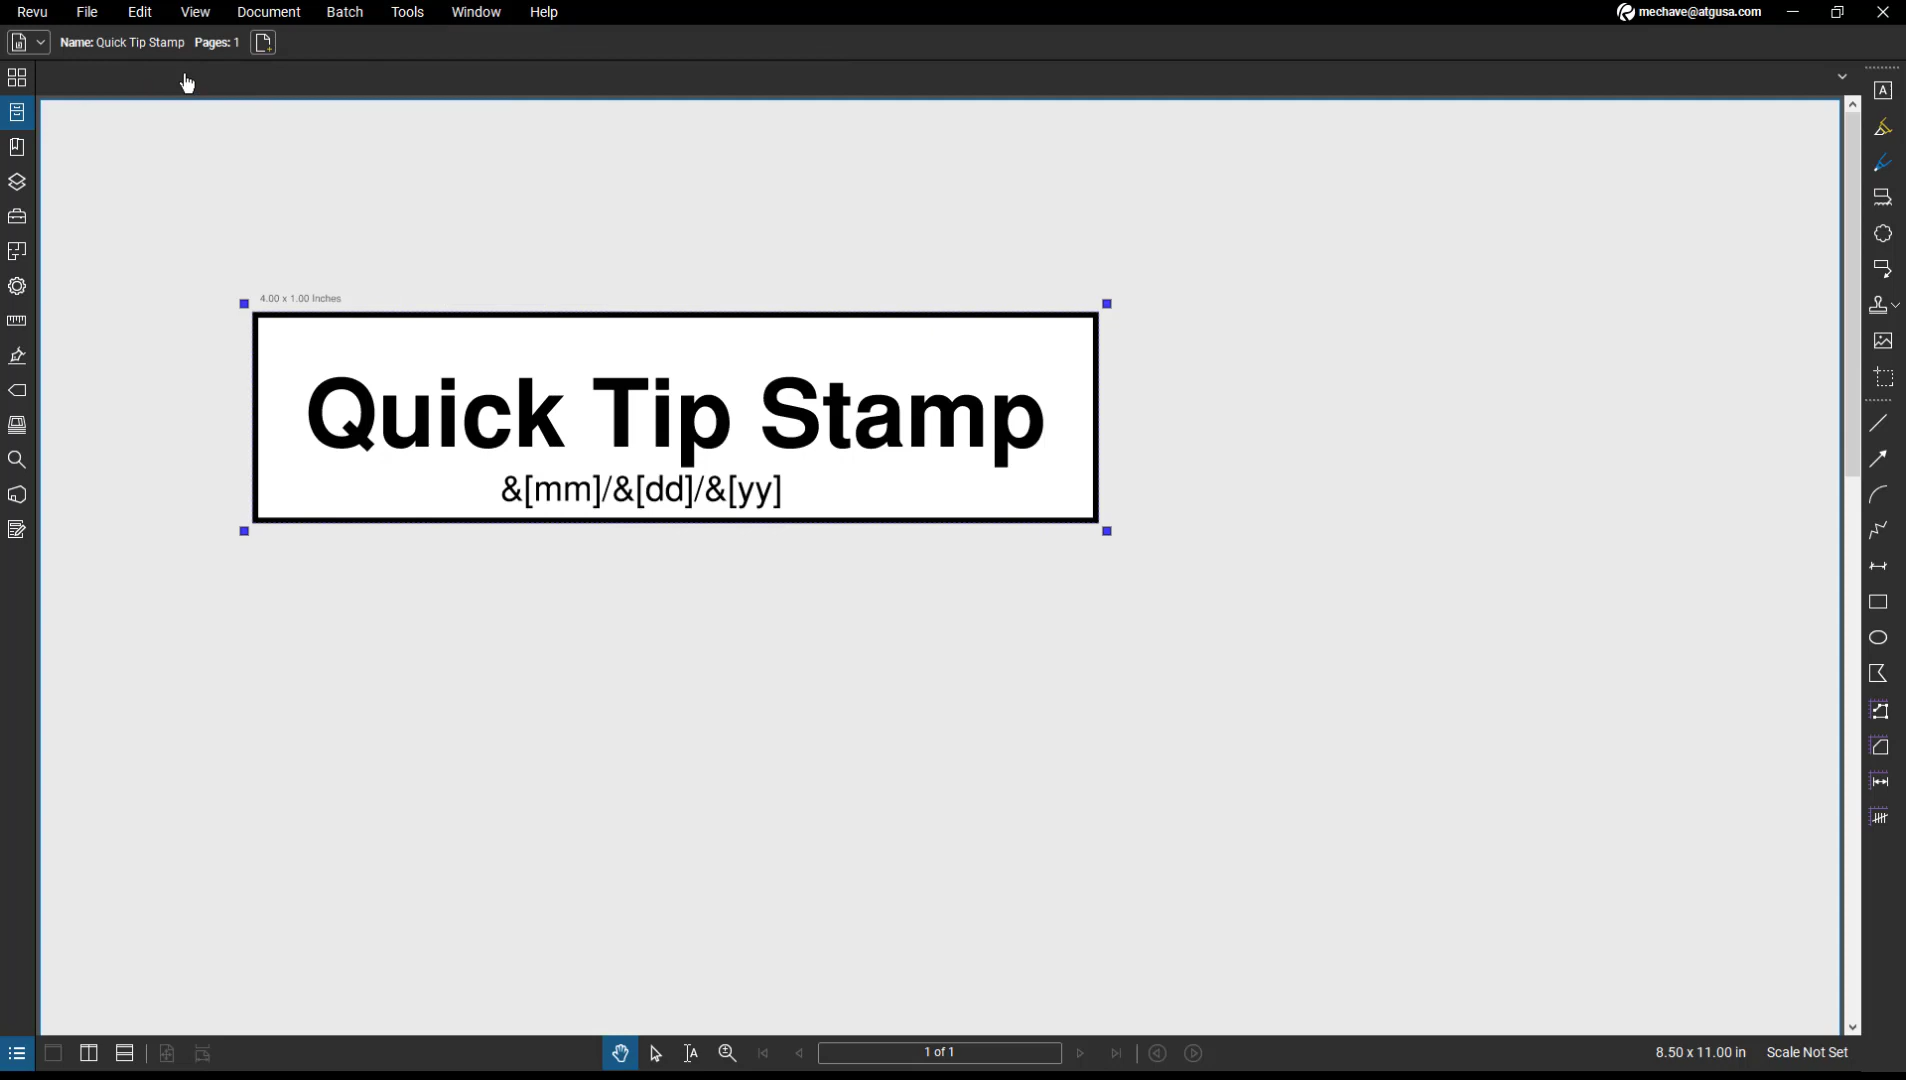 Revu File Edit View Document Batch Tools Window Help mechave@atgusa.com
Name: Quick Tip Stamp Pages: 1
4.00 x 1.00 Inches
Quick Tip Stamp
&[mm]/&[dd]/&[yy]
1 of 1 8.50 x 11.00 in Scale Not Set